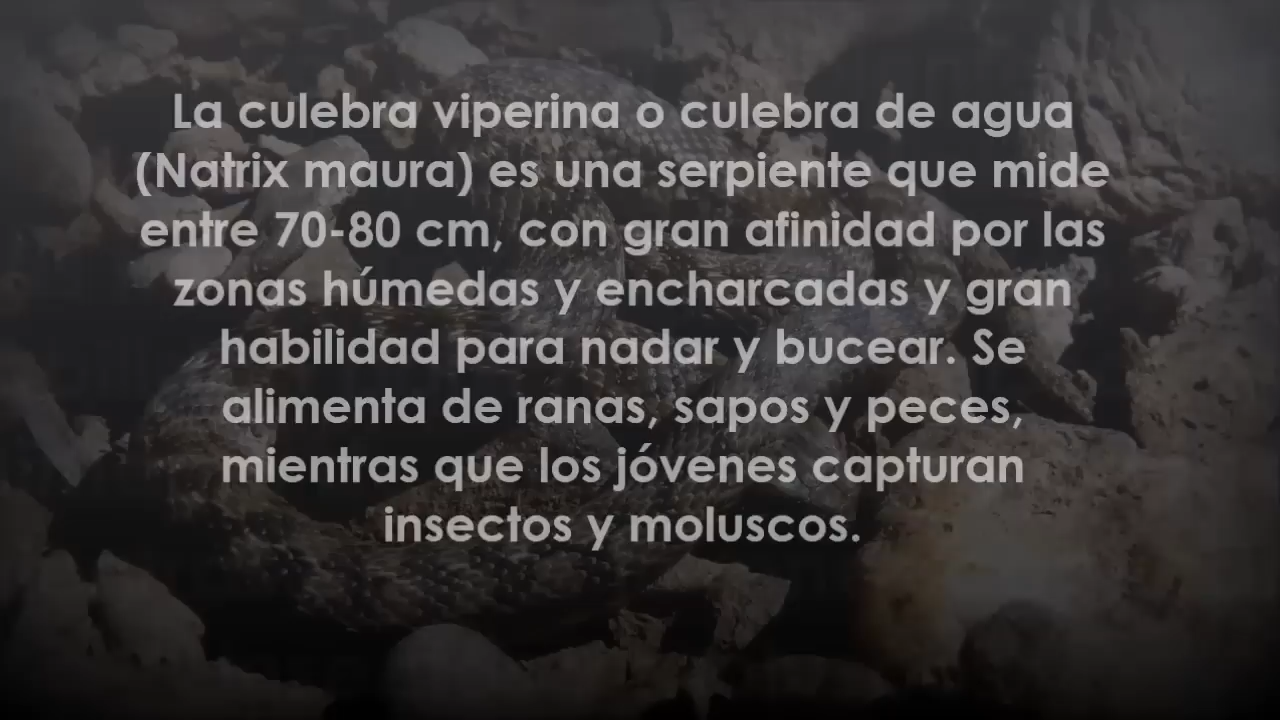 La culebra viperina o culebra de agua
(Natrix maura) es una serpiente que mide
entre 70-80 cm, con gran afinidad por las
zonas húmedas y encharcadas y gran
habilidad para nadar y bucear. Se
alimenta de ranas, sapos y peces,
mientras que los jóvenes capturan
insectos y moluscos.